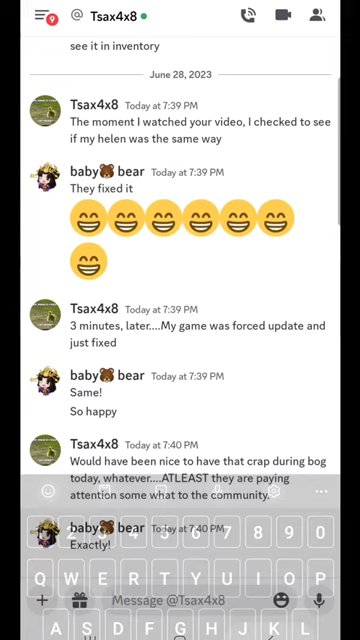 9
@ Tsax4x8
see it in inventory
June 28, 2023
Tsax4x8 Today at 7:39 PM
The moment I watched your video, I checked to see
if my helen was the same way
baby🐻bear Today at 7:39 PM
They fixed it
😁😁😁😁😁😁
😁
Tsax4x8 Today at 7:39 PM
3 minutes, later....My game was forced update and
just fixed
baby🐻bear Today at 7:39 PM
Same!
So happy
Tsax4x8 Today at 7:40 PM
Would have been nice to have that crap during bog
today, whatever....ATLEAST they are paying
attention some what to the community.
baby🐻bear Today at 7:40 PM
Exactly!
2 3 4 5 6 7 8 9 0
Q W E R T Y U I O P
Message @Tsax4x8
A S D F G H J K L